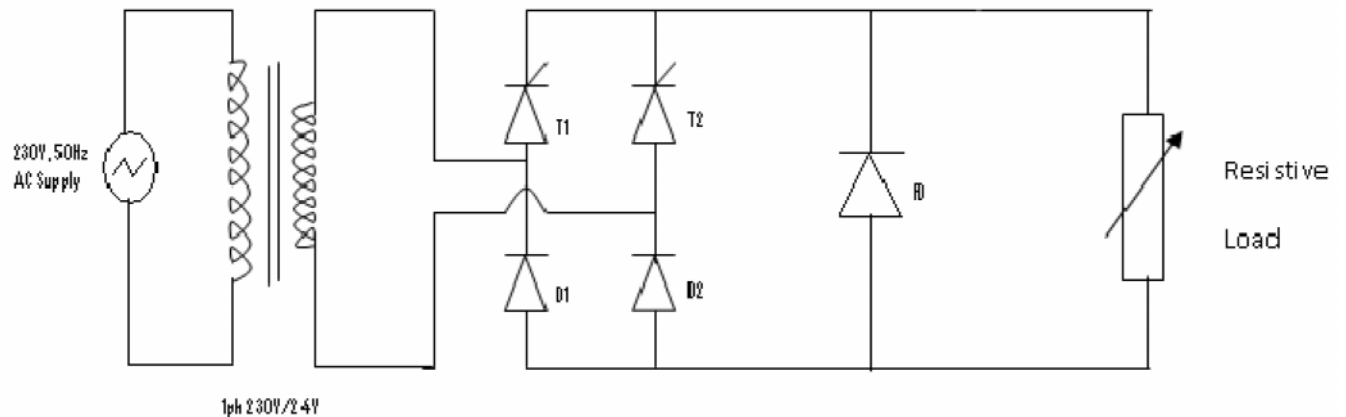 230V, 50Hz
AC Supply
T1
T2
D1
D2
FD
Resistive
Load
1ph 230V/24V